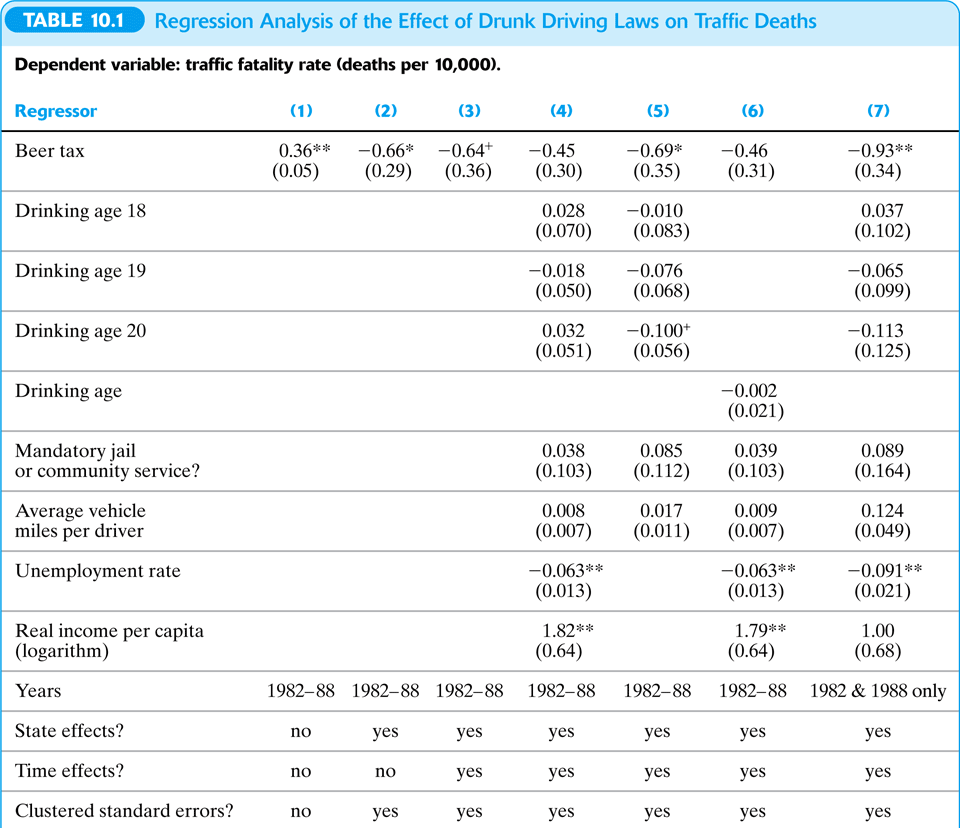 TABLE 10.1 Regression Analysis of the Effect of Drunk Driving Laws on Traffic Deaths
Dependent variable: traffic fatality rate (deaths per 10,000).
Regressor (1) (2) (3) (4) (5) (6) (7)
Beer tax 0.36** −0.66* −0.64+ −0.45 −0.69* −0.46 −0.93**
(0.05) (0.29) (0.36) (0.30) (0.35) (0.31) (0.34)
Drinking age 18 0.028 −0.010 0.037
(0.070) (0.083) (0.102)
Drinking age 19 −0.018 −0.076 −0.065
(0.050) (0.068) (0.099)
Drinking age 20 0.032 −0.100+ −0.113
(0.051) (0.056) (0.125)
Drinking age −0.002
(0.021)
Mandatory jail 0.038 0.085 0.039 0.089
or community service? (0.103) (0.112) (0.103) (0.164)
Average vehicle 0.008 0.017 0.009 0.124
miles per driver (0.007) (0.011) (0.007) (0.049)
Unemployment rate −0.063** −0.063** −0.091**
(0.013) (0.013) (0.021)
Real income per capita 1.82** 1.79** 1.00
(logarithm) (0.64) (0.64) (0.68)
Years 1982–88 1982–88 1982–88 1982–88 1982–88 1982–88 1982 & 1988 only
State effects? no yes yes yes yes yes yes
Time effects? no no yes yes yes yes yes
Clustered standard errors? no yes yes yes yes yes yes